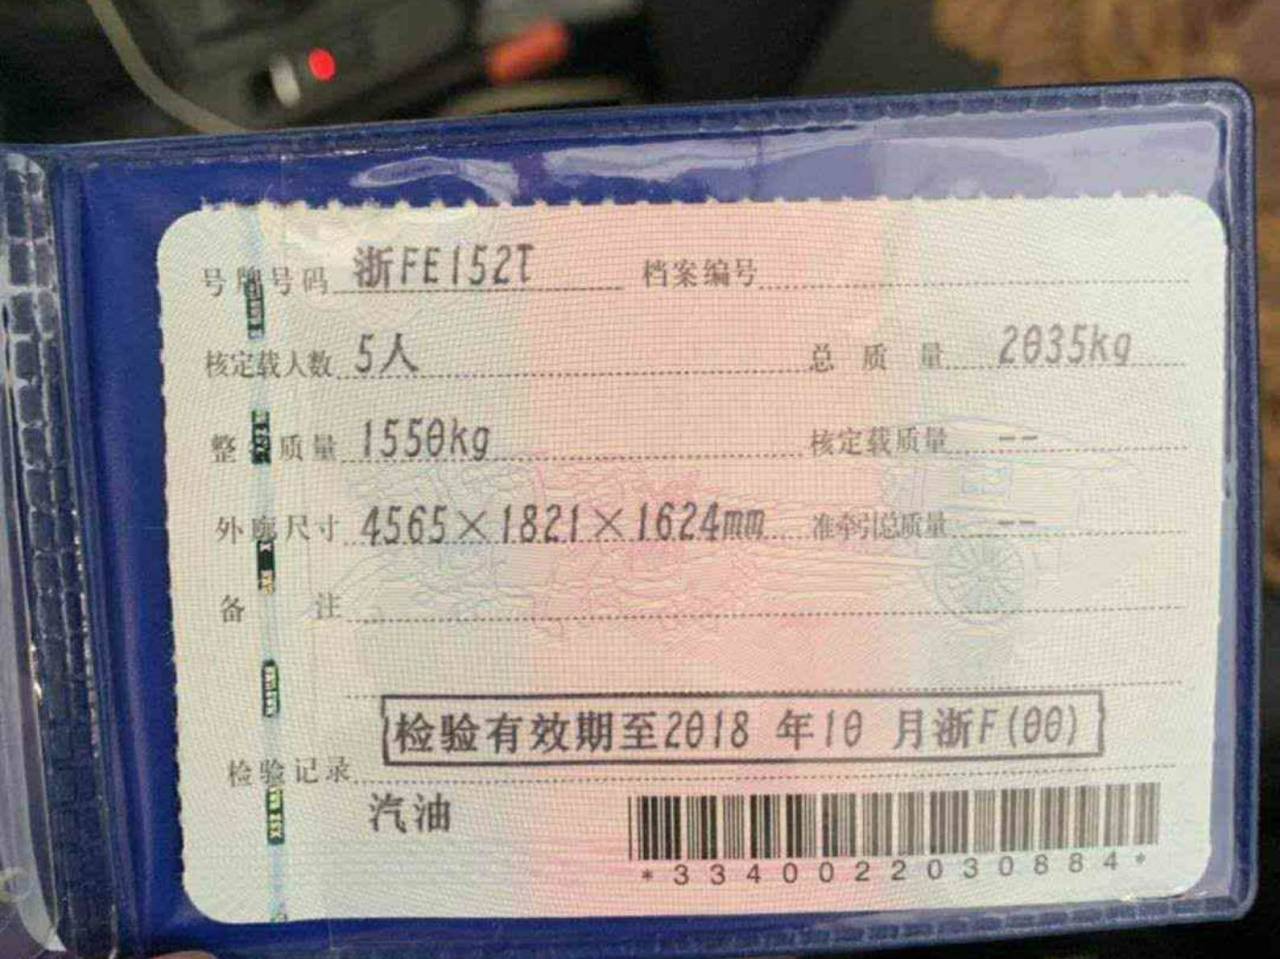 号牌号码 浙FE152T 档案编号
核定载人数 5人 总质量 2035kg
整备质量 1550kg 核定载质量 --
外廓尺寸 4565×1821×1624mm 准牵引总质量 --
备注
检验有效期至2018 年10 月浙F(00)
检验记录
汽油
*3340022030884*